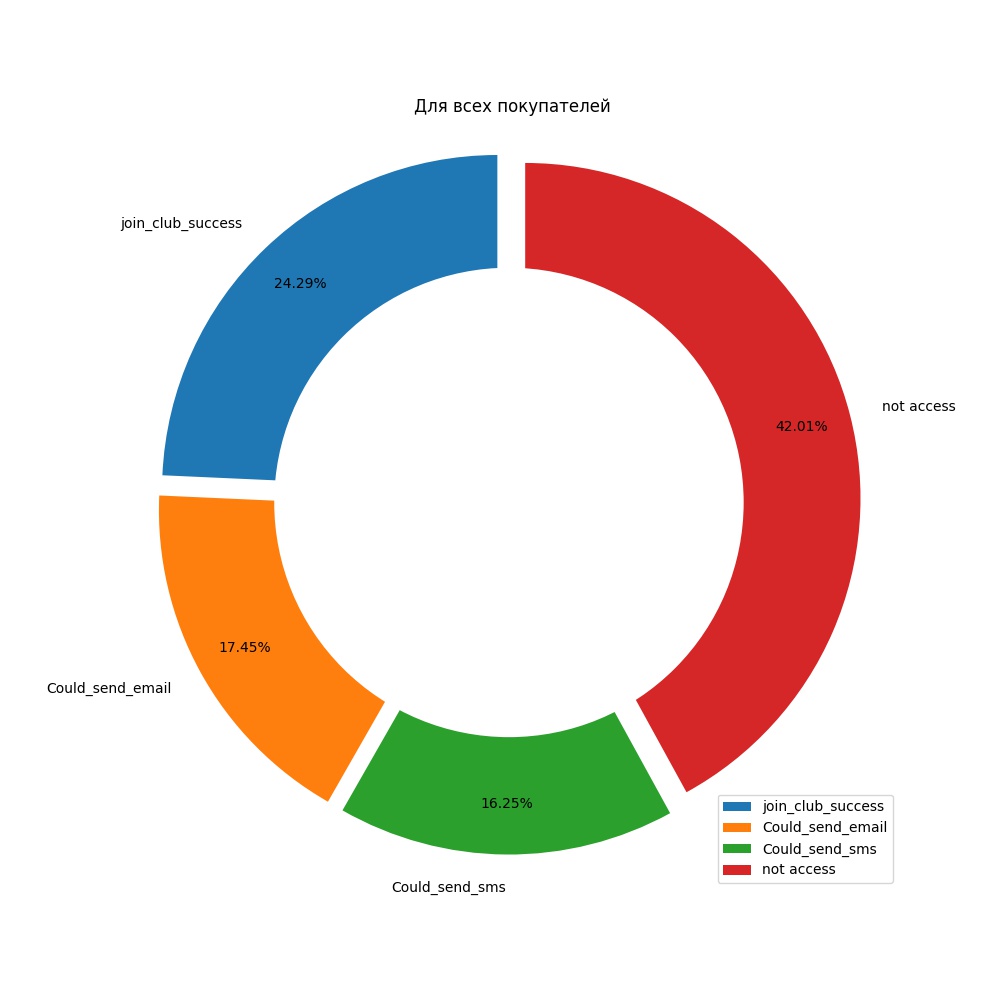 Для всех покупателей
join_club_success
24.29%
not access
42.01%
17.45%
Could_send_email
16.25%
Could_send_sms
join_club_success
Could_send_email
Could_send_sms
not access